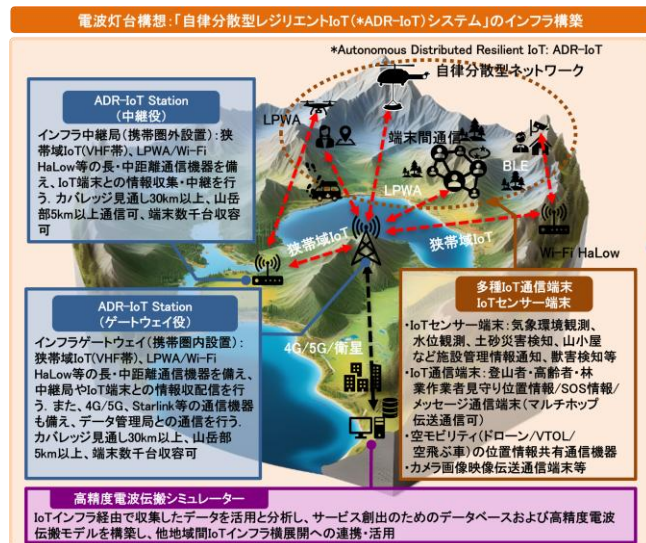 電波灯台構想：「自律分散型レジリエントIoT(*ADR-IoT)システム」のインフラ構築
*Autonomous Distributed Resilient IoT: ADR-IoT
自律分散型ネットワーク
ADR-IoT Station
(中継役)
インフラ中継局(携帯圏外設置)：狭
帯域IoT(VHF帯)、LPWA/Wi-Fi
HaLow等の長・中距離通信機器を備
え、IoT端末との情報収集・中継を行
う. カバレッジ見通し30km以上、山岳
部5km以上通信可、端末数千台収容
可
LPWA
端末間通信
BLE
LPWA
狭帯域IoT
狭帯域IoT
Wi-Fi HaLow
ADR-IoT Station
(ゲートウェイ役)
インフラゲートウェイ(携帯圏内設置)：
狭帯域IoT(VHF帯)、LPWA/Wi-Fi
HaLow等の長・中距離通信機器を備
え、中継局やIoT端末との情報収配信を行
う. また、4G/5G、Starlink等の通信機器
も備え、データ管理局との通信を行う.
カバレッジ見通し30km以上、山岳部
5km以上、端末数千台収容可
4G/5G/衛星
多種IoT通信端末
IoTセンサー端末
・IoTセンサー端末：気象環境観測、
水位観測、土砂災害検知、山小屋
など施設管理情報通知、獣害検知等
・IoT通信端末：登山者・高齢者・林
業作業者見守り位置情報/SOS情報/
メッセージ通信端末(マルチホップ
伝送通信可)
・空モビリティ(ドローン/VTOL/
空飛ぶ車)の位置情報共有通信機器
・カメラ画像映像伝送通信端末等
高精度電波伝搬シミュレーター
IoTインフラ経由で収集したデータを活用と分析し、サービス創出のためのデータベースおよび高精度電波
伝搬モデルを構築し、他地域間IoTインフラ横展開への連携・活用